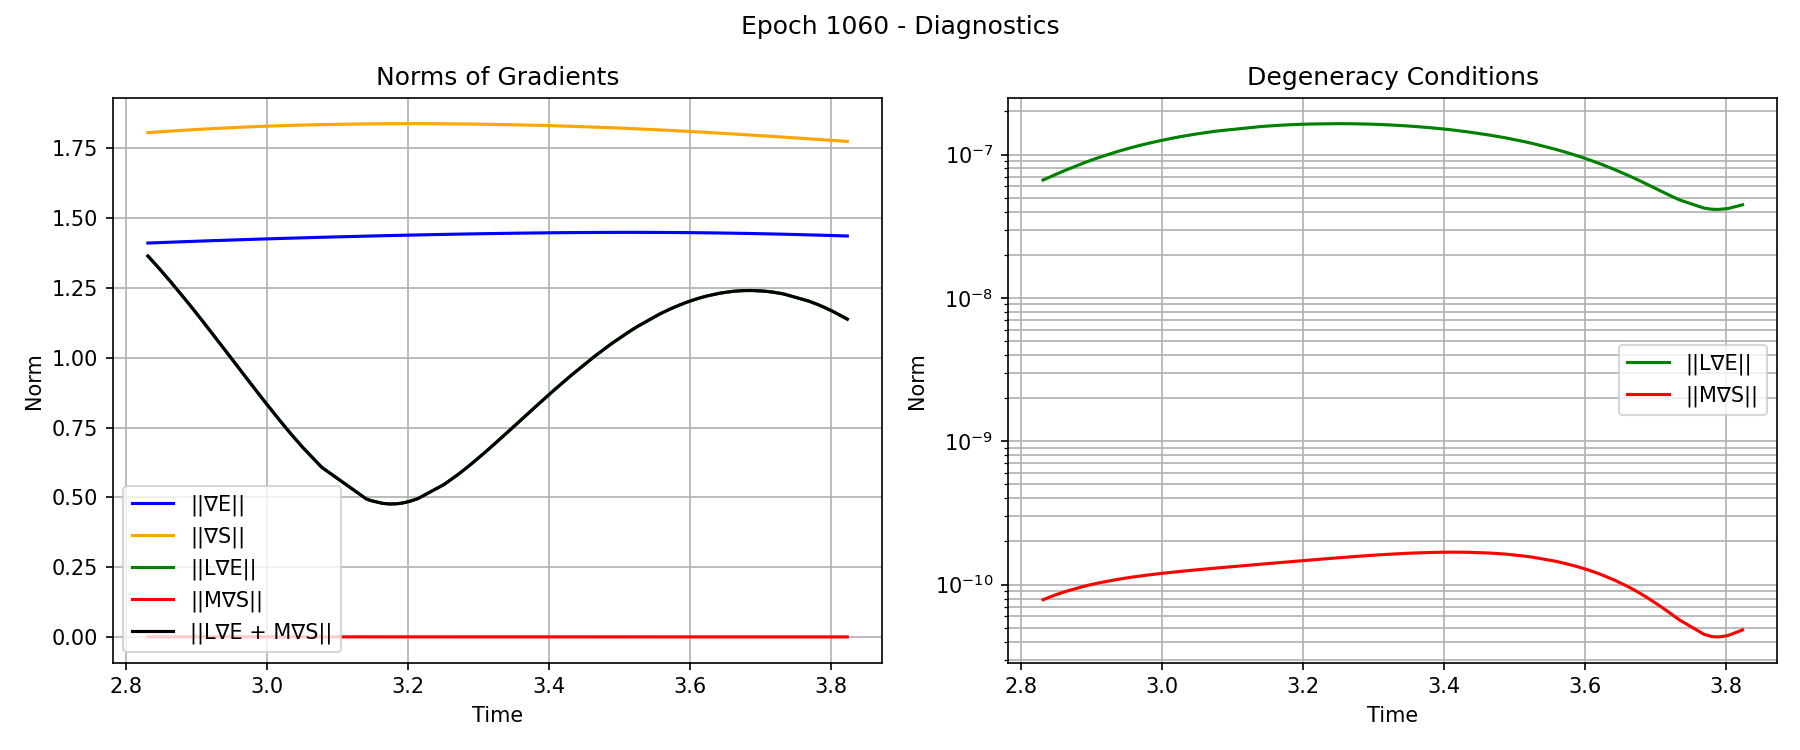 Epoch 1060 - Diagnostics
Norms of Gradients
Norm
1.75
1.50
1.25
1.00
0.75
0.50
0.25
0.00
||∇E||
||∇S||
||L∇E||
||M∇S||
||L∇E + M∇S||
2.8 3.0 3.2 3.4 3.6 3.8
Time
Degeneracy Conditions
Norm
10⁻⁷
10⁻⁸
10⁻⁹
10⁻¹⁰
||L∇E||
||M∇S||
2.8 3.0 3.2 3.4 3.6 3.8
Time